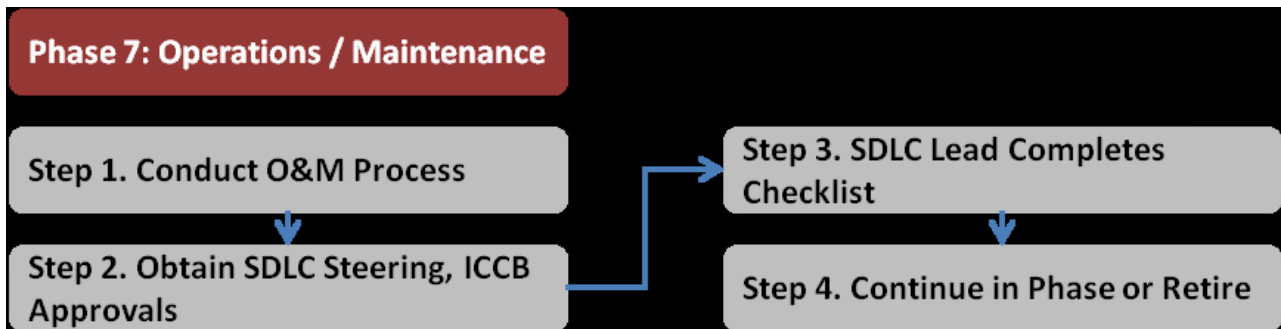 Phase 7: Operations / Maintenance
Step 1. Conduct O&M Process
Step 2. Obtain SDLC Steering, ICCB
Approvals
Step 3. SDLC Lead Completes
Checklist
Step 4. Continue in Phase or Retire